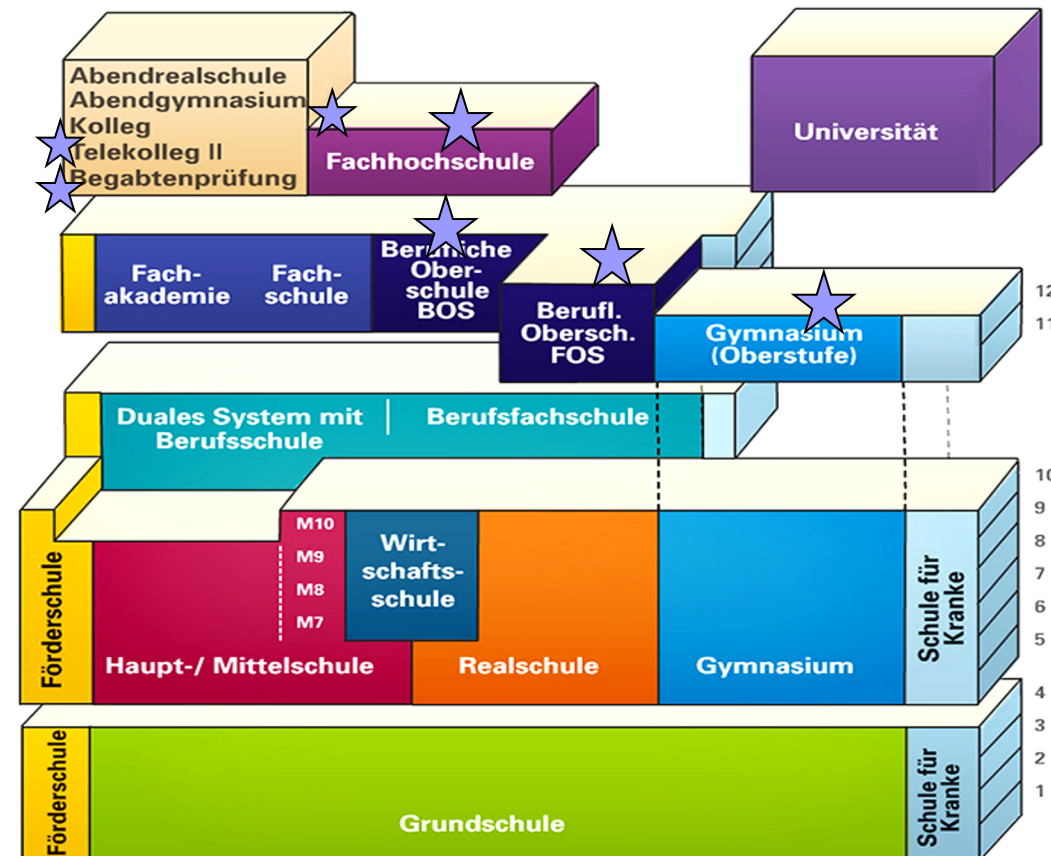 Abendrealschule
Abendgymnasium
Kolleg
Telekolleg II
Begabtenprüfung
Fachhochschule
Universität
Fach-
akademie
Fach-
schule
Berufliche
Ober-
schule
BOS
Berufl.
Obersch.
FOS
Gymnasium
(Oberstufe)
12
11
Duales System mit
Berufsschule
Berufsfachschule
10
9
8
7
6
5
Förderschule
M10
M9
M8
M7
Haupt-/ Mittelschule
Wirt-
schafts-
schule
Realschule
Gymnasium
Schule für
Kranke
4
3
2
1
Förderschule
Grundschule
Schule für
Kranke